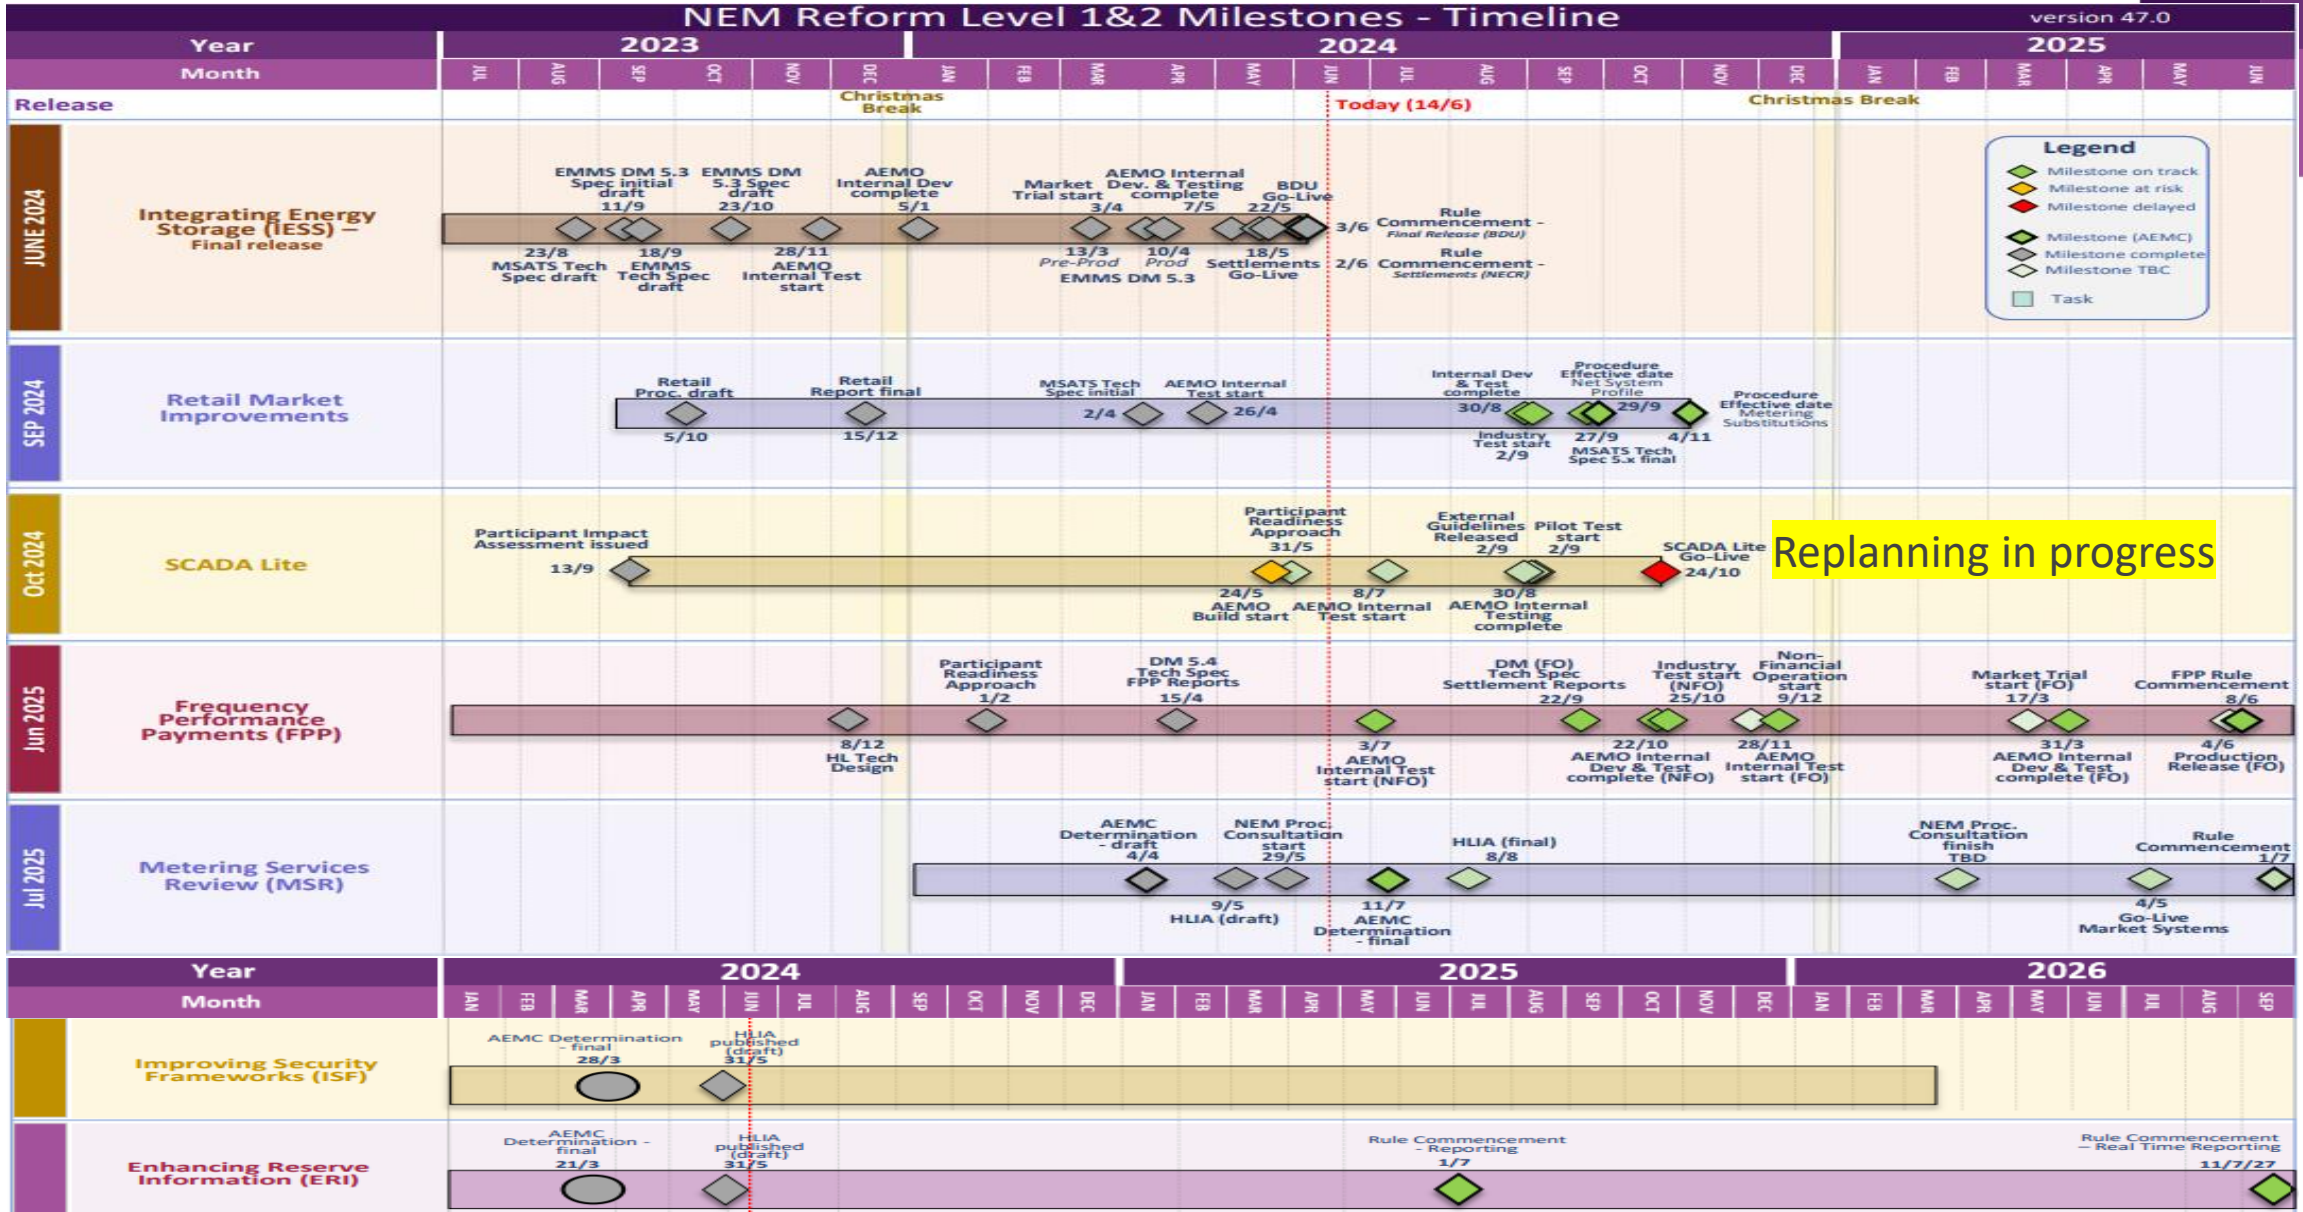 NEM Reform Level 1&2 Milestones - Timeline
version 47.0
Year
2023
2024
2025
Month
JUL
AUG
SEP
OCT
NOV
DEC
JAN
FEB
MAR
APR
MAY
JUN
JUL
AUG
SEP
OCT
NOV
DEC
JAN
FEB
MAR
APR
MAY
JUN
Release
Christmas
Break
Today (14/6)
Christmas Break
JUNE 2024
Integrating Energy
Storage (IESS) –
Final release
EMMS DM 5.3
Spec initial
draft
11/9
EMMS DM
5.3 Spec
draft
23/10
AEMO
Internal Dev
complete
5/1
Market
Trial start
3/4
AEMO Internal
Dev. & Testing
complete
7/5
BDU
Go-Live
22/5
3/6
Rule
Commencement -
Final Release (BDU)
23/8
MSATS Tech
Spec draft
18/9
EMMS
Tech Spec
draft
28/11
AEMO
Internal Test
start
13/3
Pre-Prod
10/4
Prod
EMMS DM 5.3
18/5
Settlements
Go-Live
2/6
Rule
Commencement -
Settlements (NECR)
Legend
Milestone on track
Milestone at risk
Milestone delayed
Milestone (AEMC)
Milestone complete
Milestone TBC
Task
SEP 2024
Retail Market
Improvements
Retail
Proc. draft
5/10
Retail
Report final
15/12
MSATS Tech
Spec initial
2/4
AEMO Internal
Test start
26/4
Internal Dev
& Test
complete
30/8
Procedure
Effective date
Net System
Profile
29/9
Procedure
Effective date
Metering
Substitutions
Industry
Test start
2/9
27/9
MSATS Tech
Spec 5.x final
4/11
Oct 2024
SCADA Lite
Participant Impact
Assessment issued
13/9
Participant
Readiness
Approach
31/5
External
Guidelines
Released
2/9
Pilot Test
start
2/9
SCADA Lite
Go-Live
24/10
Replanning in progress
24/5
AEMO
Build start
8/7
AEMO Internal
Test start
30/8
AEMO Internal
Testing
complete
Jun 2025
Frequency
Performance
Payments (FPP)
Participant
Readiness
Approach
1/2
DM 5.4
Tech Spec
FPP Reports
15/4
DM (FO)
Tech Spec
Settlement Reports
22/9
Industry
Test start
(NFO)
25/10
Non-
Financial
Operation
start
9/12
Market Trial
start (FO)
17/3
FPP Rule
Commencement
8/6
8/12
HL Tech
Design
3/7
AEMO
Internal Test
start (NFO)
22/10
AEMO Internal
Dev & Test
complete (NFO)
28/11
AEMO
Internal Test
start (FO)
31/3
AEMO Internal
Dev & Test
complete (FO)
4/6
Production
Release (FO)
Jul 2025
Metering Services
Review (MSR)
AEMC
Determination
- draft
4/4
NEM Proc.
Consultation
start
29/5
HLIA (final)
8/8
NEM Proc.
Consultation
finish
TBD
Rule
Commencement
1/7
9/5
HLIA (draft)
11/7
AEMC
Determination
- final
4/5
Go-Live
Market Systems
Year
2024
2025
2026
Month
JAN
FEB
MAR
APR
MAY
JUN
JUL
AUG
SEP
OCT
NOV
DEC
JAN
FEB
MAR
APR
MAY
JUN
JUL
AUG
SEP
OCT
NOV
DEC
JAN
FEB
MAR
APR
MAY
JUN
JUL
AUG
SEP
Improving Security
Frameworks (ISF)
AEMC Determination
- final
28/3
HLIA
published
(draft)
31/5
Enhancing Reserve
Information (ERI)
AEMC
Determination -
final
21/3
HLIA
published
(draft)
31/5
Rule Commencement
- Reporting
1/7
Rule Commencement
– Real Time Reporting
11/7/27